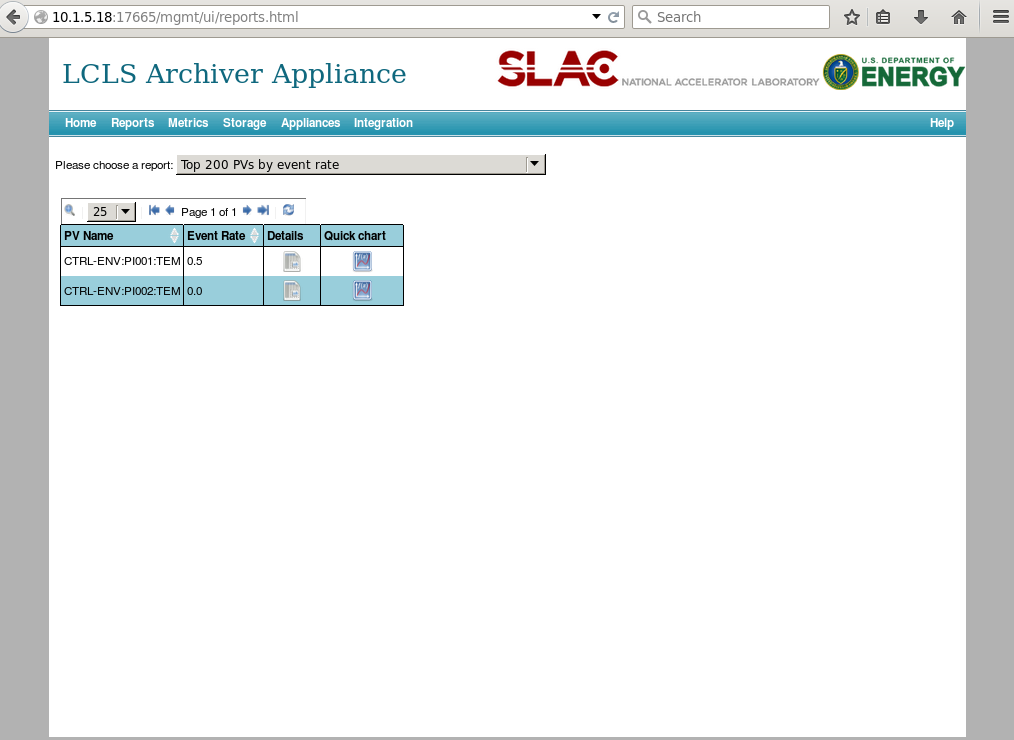 10.1.5.18:17665/mgmt/ui/reports.html
Search
LCLS Archiver Appliance
SLAC NATIONAL ACCELERATOR LABORATORY
U.S. DEPARTMENT OF
ENERGY
Home Reports Metrics Storage Appliances Integration Help
Please choose a report: Top 200 PVs by event rate
25 Page 1 of 1
PV Name Event Rate Details Quick chart
CTRL-ENV:PI001:TEM 0.5
CTRL-ENV:PI002:TEM 0.0